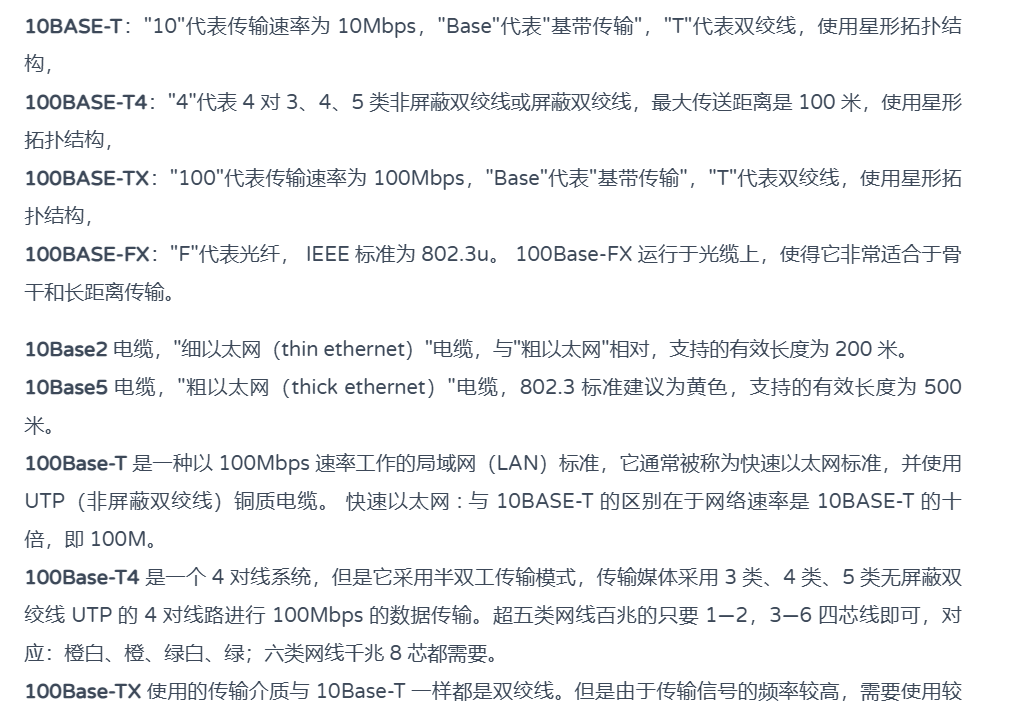 10BASE-T："10"代表传输速率为 10Mbps，"Base"代表"基带传输"，"T"代表双绞线，使用星形拓扑结
构，
100BASE-T4："4"代表 4 对 3、4、5 类非屏蔽双绞线或屏蔽双绞线，最大传送距离是 100 米，使用星形
拓扑结构，
100BASE-TX："100"代表传输速率为 100Mbps，"Base"代表"基带传输"，"T"代表双绞线，使用星形拓
扑结构，
100BASE-FX："F"代表光纤， IEEE 标准为 802.3u。 100Base-FX 运行于光缆上，使得它非常适合于骨
干和长距离传输。
10Base2 电缆，"细以太网（thin ethernet）"电缆，与"粗以太网"相对，支持的有效长度为 200 米。
10Base5 电缆，"粗以太网（thick ethernet）"电缆，802.3 标准建议为黄色，支持的有效长度为 500
米。
100Base-T 是一种以 100Mbps 速率工作的局域网（LAN）标准，它通常被称为快速以太网标准，并使用
UTP（非屏蔽双绞线）铜质电缆。 快速以太网 : 与 10BASE-T 的区别在于网络速率是 10BASE-T 的十
倍，即 100M。
100Base-T4 是一个 4 对线系统，但是它采用半双工传输模式，传输媒体采用 3 类、4 类、5 类无屏蔽双
绞线 UTP 的 4 对线路进行 100Mbps 的数据传输。超五类网线百兆的只要 1—2，3—6 四芯线即可，对
应：橙白、橙、绿白、绿；六类网线千兆 8 芯都需要。
100Base-TX 使用的传输介质与 10Base-T 一样都是双绞线。但是由于传输信号的频率较高，需要使用较